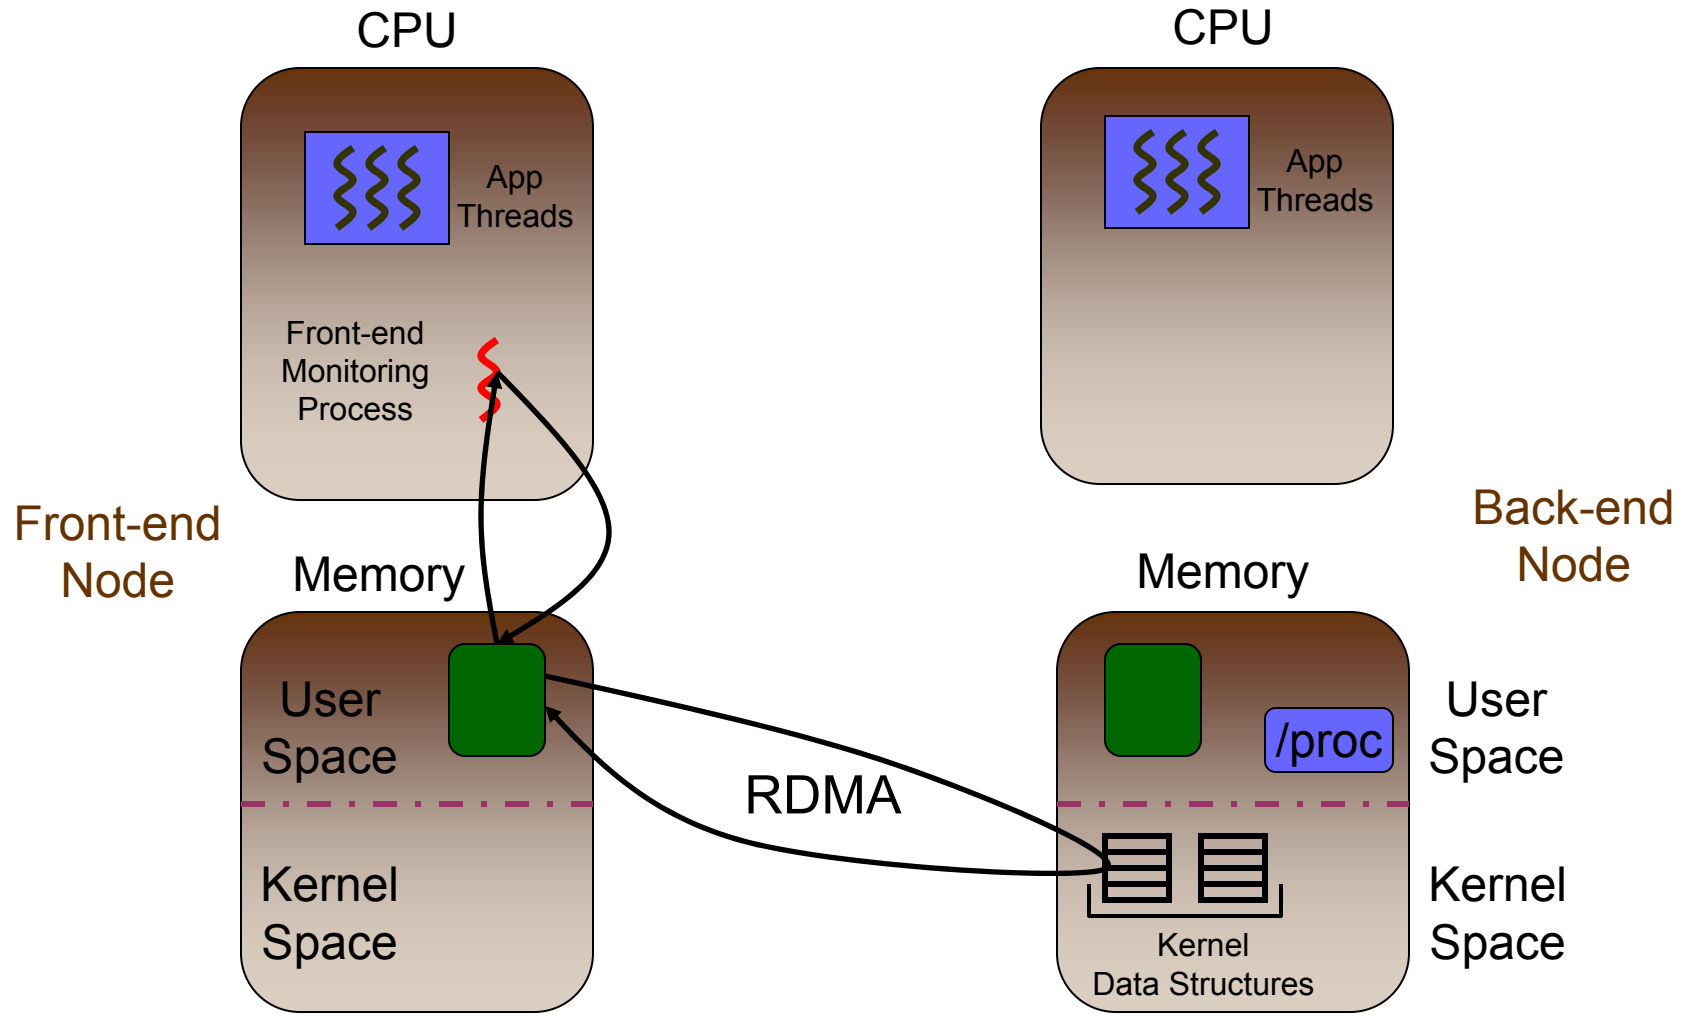 CPU
CPU
App
Threads
App
Threads
Front-end
Monitoring
Process
Front-end
Node
Back-end
Node
Memory
Memory
User
Space
/proc
User
Space
RDMA
Kernel
Space
Kernel
Space
Kernel
Data Structures